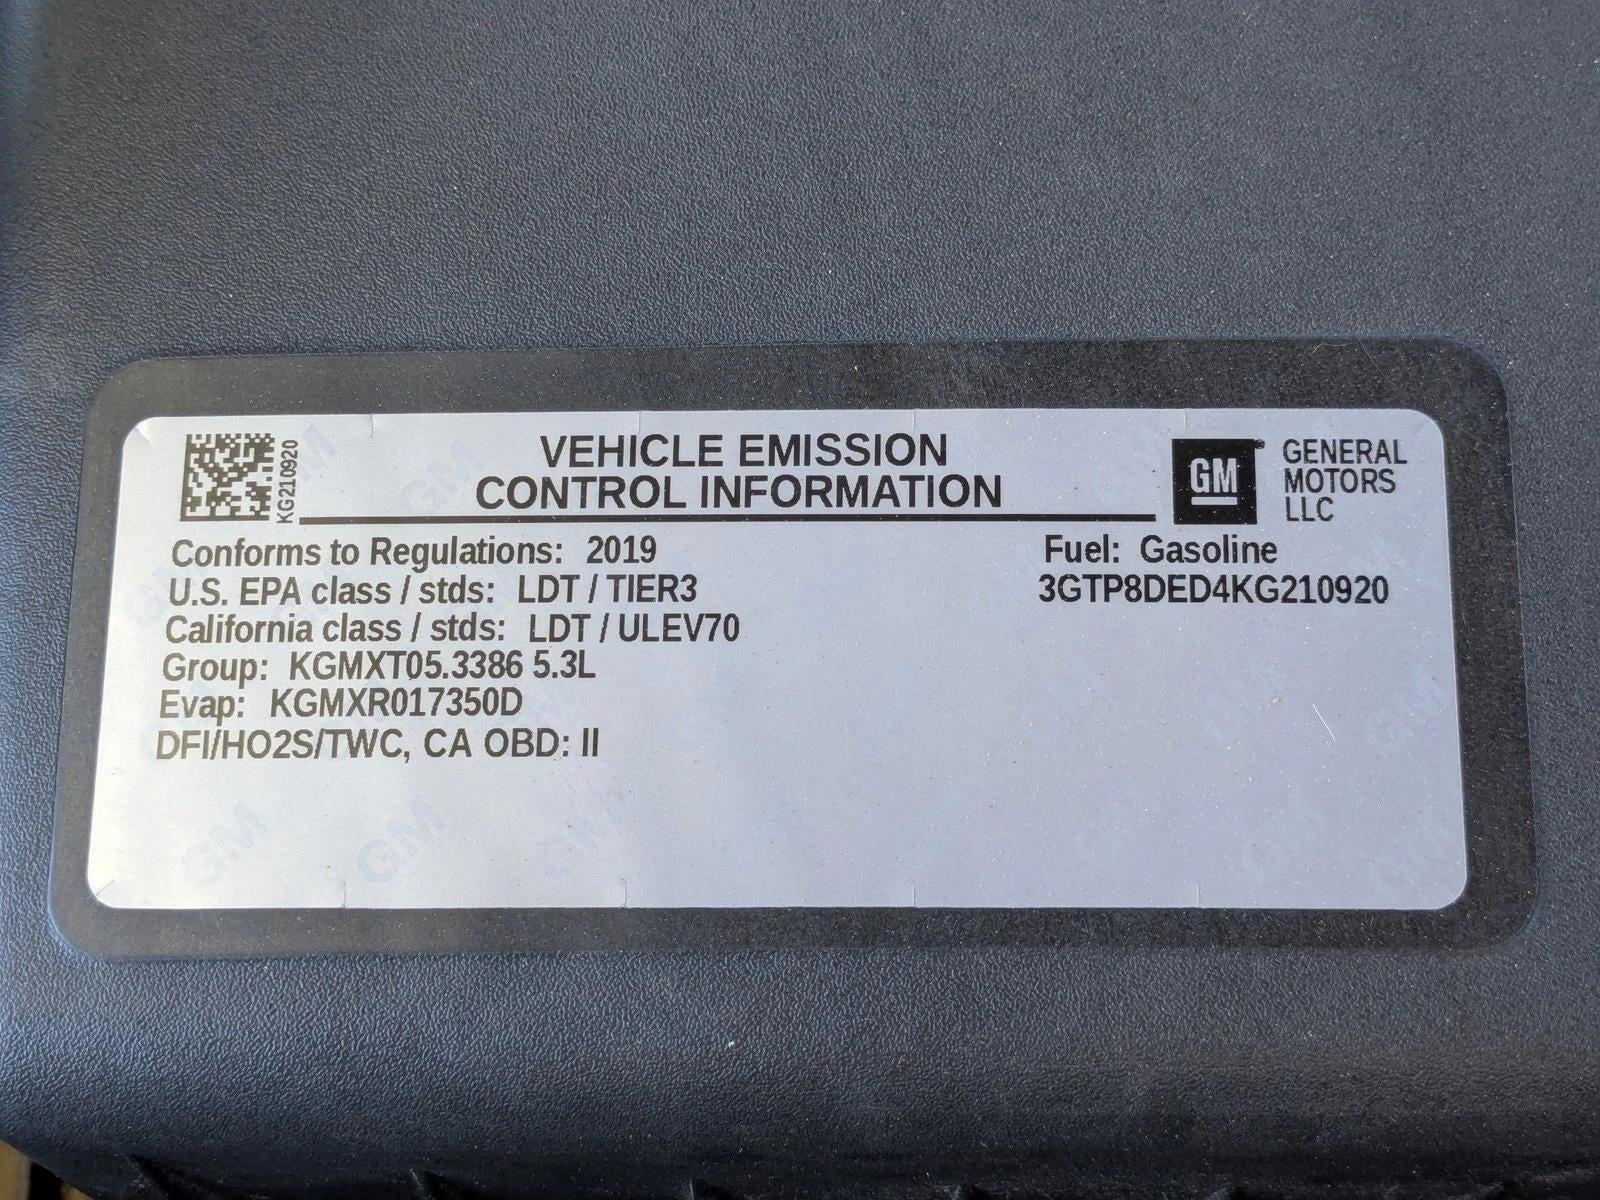 KG210920
VEHICLE EMISSION
CONTROL INFORMATION
GM
GENERAL
MOTORS
LLC
Conforms to Regulations: 2019
U.S. EPA class / stds: LDT / TIER3
California class / stds: LDT / ULEV70
Group: KGMXT05.3386 5.3L
Evap: KGMXR017350D
DFI/HO2S/TWC, CA OBD: II
Fuel: Gasoline
3GTP8DED4KG210920